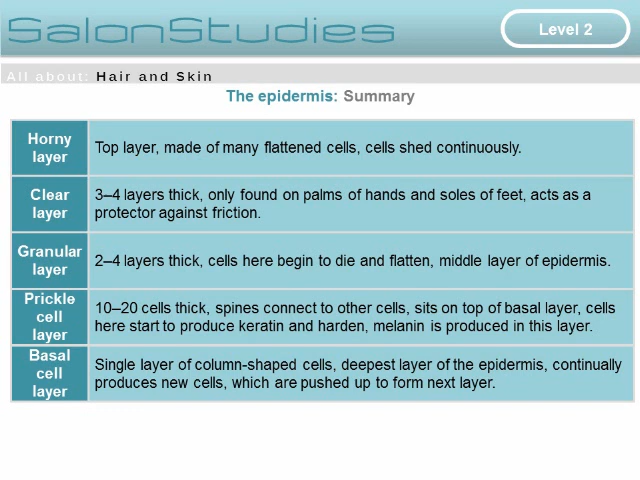 SalonStudies
Level 2
All about: Hair and Skin
The epidermis: Summary
Horny
layer
Top layer, made of many flattened cells, cells shed continuously.
Clear
layer
3–4 layers thick, only found on palms of hands and soles of feet, acts as a
protector against friction.
Granular
layer
2–4 layers thick, cells here begin to die and flatten, middle layer of epidermis.
Prickle
cell
layer
10–20 cells thick, spines connect to other cells, sits on top of basal layer, cells
here start to produce keratin and harden, melanin is produced in this layer.
Basal
cell
layer
Single layer of column-shaped cells, deepest layer of the epidermis, continually
produces new cells, which are pushed up to form next layer.